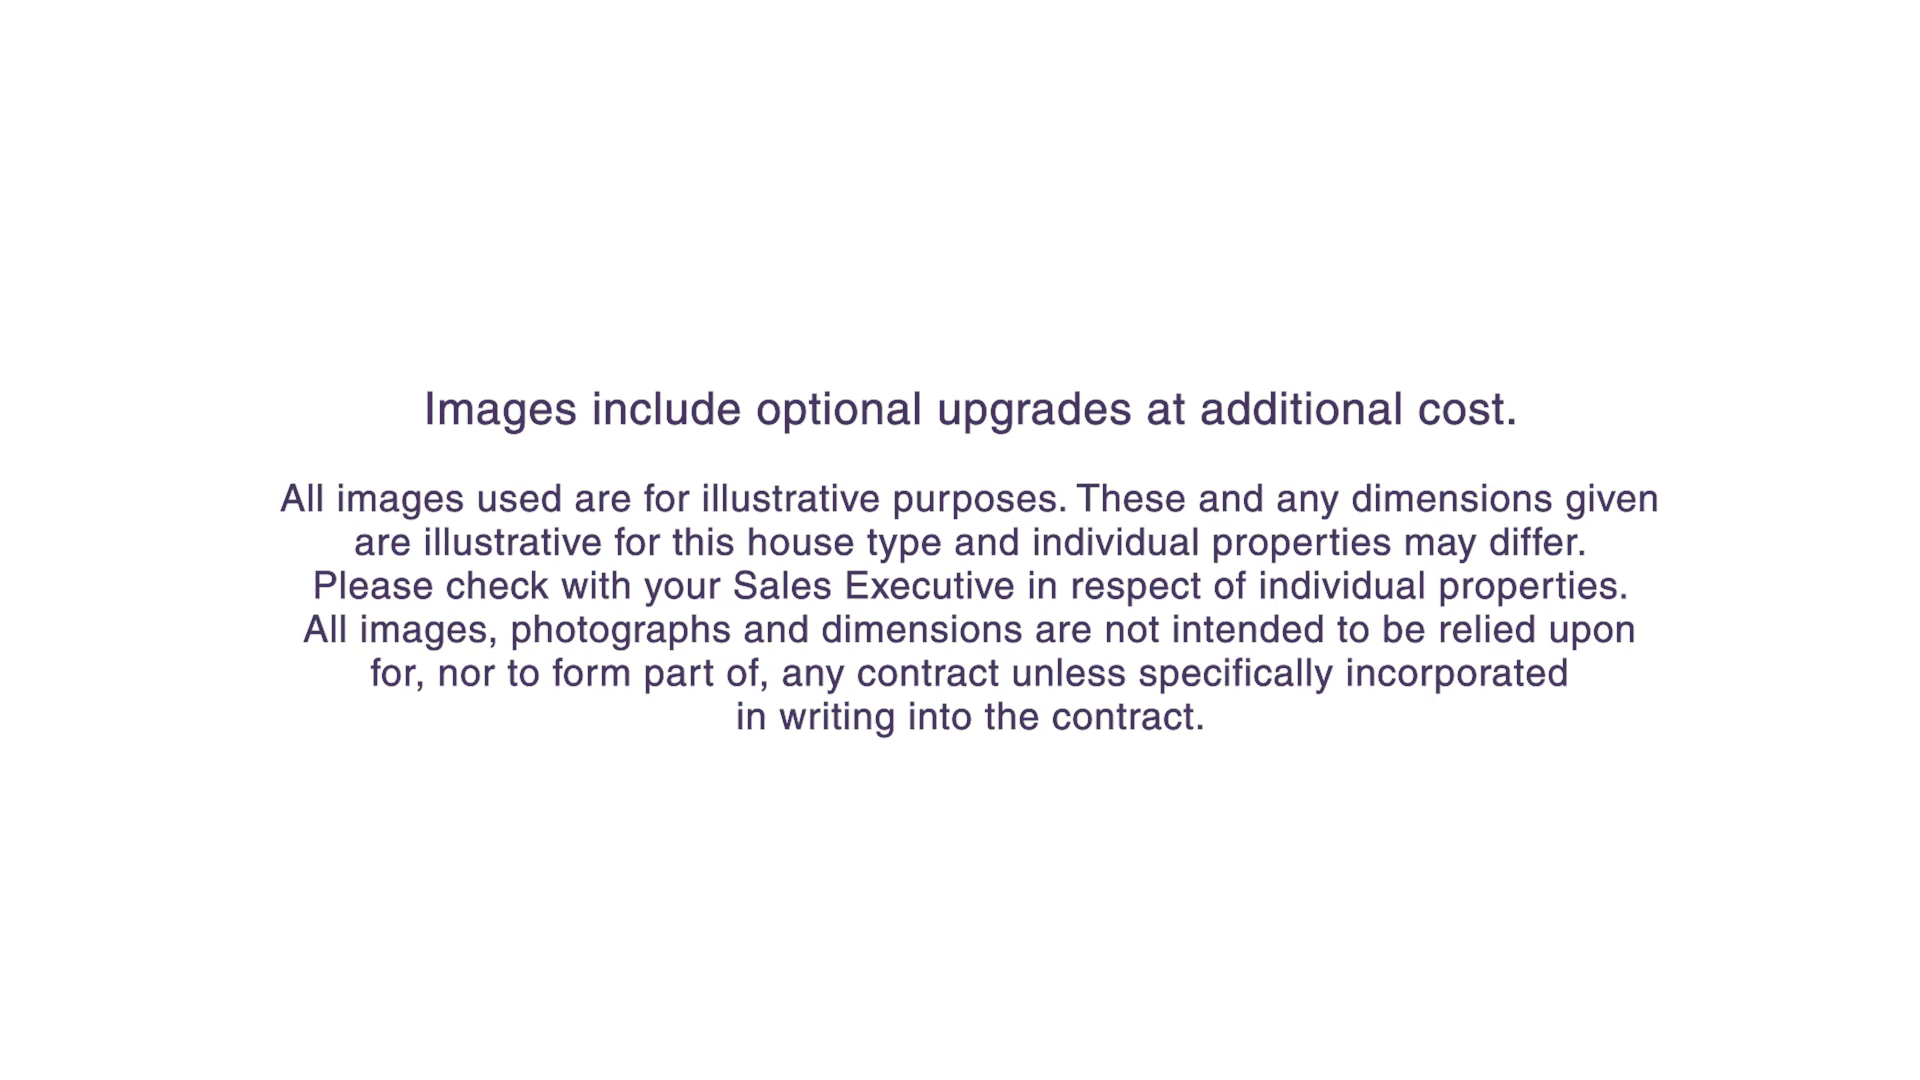 Images include optional upgrades at additional cost.
All images used are for illustrative purposes. These and any dimensions given
are illustrative for this house type and individual properties may differ.
Please check with your Sales Executive in respect of individual properties.
All images, photographs and dimensions are not intended to be relied upon
for, nor to form part of, any contract unless specifically incorporated
in writing into the contract.